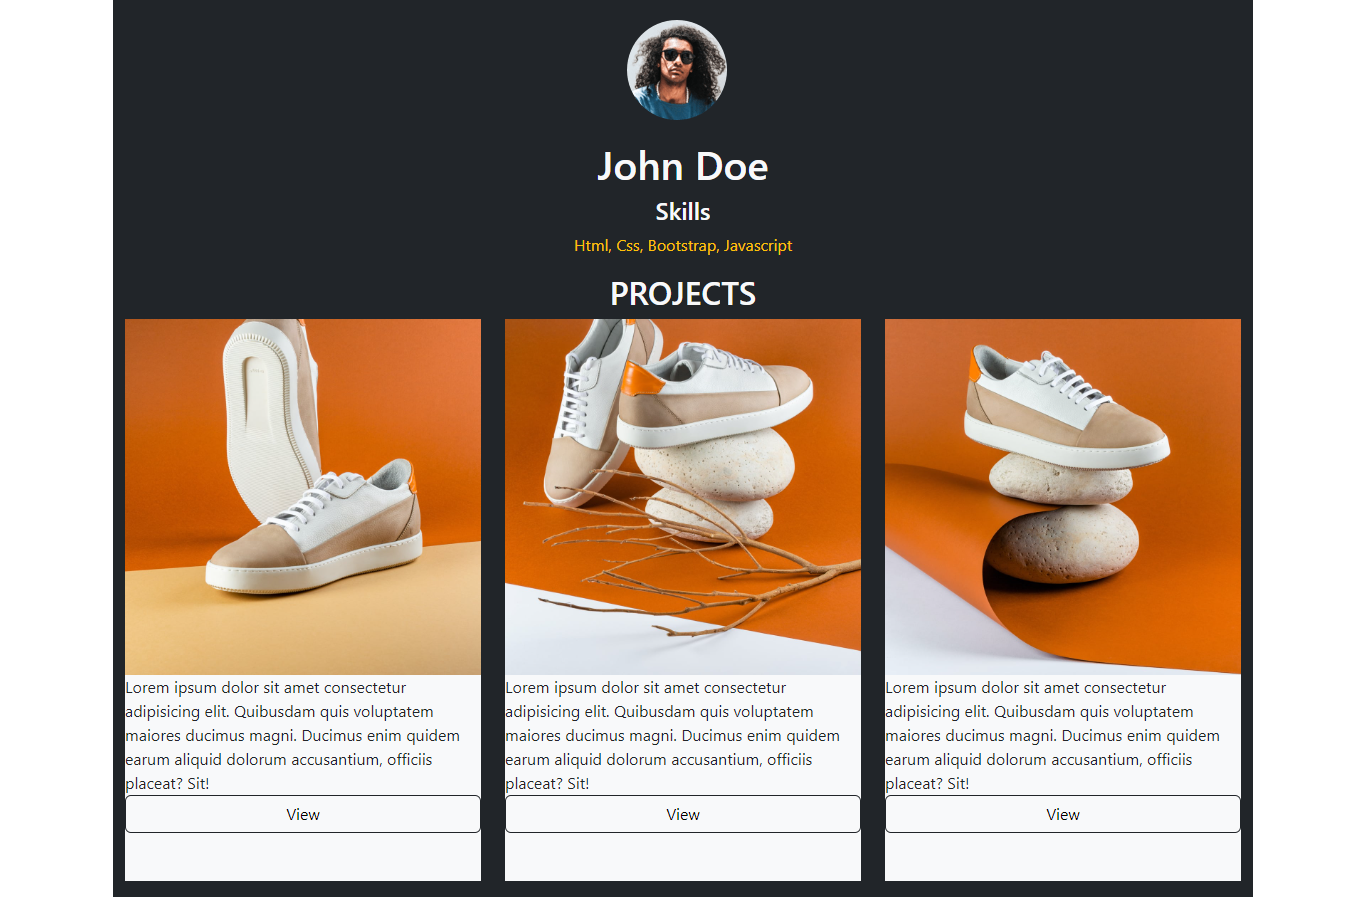 John Doe
Skills
Html, Css, Bootstrap, Javascript
PROJECTS
Lorem ipsum dolor sit amet consectetur
adipisicing elit. Quibusdam quis voluptatem
maiores ducimus magni. Ducimus enim quidem
earum aliquid dolorum accusantium, officiis
placeat? Sit!
View
Lorem ipsum dolor sit amet consectetur
adipisicing elit. Quibusdam quis voluptatem
maiores ducimus magni. Ducimus enim quidem
earum aliquid dolorum accusantium, officiis
placeat? Sit!
View
Lorem ipsum dolor sit amet consectetur
adipisicing elit. Quibusdam quis voluptatem
maiores ducimus magni. Ducimus enim quidem
earum aliquid dolorum accusantium, officiis
placeat? Sit!
View